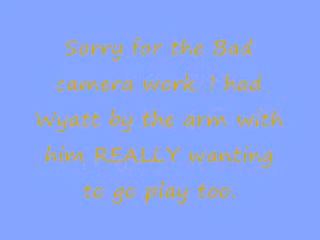 Sorry for the Bad
camera work. I had
Wyatt by the arm with
him REALLY wanting
to go play too.